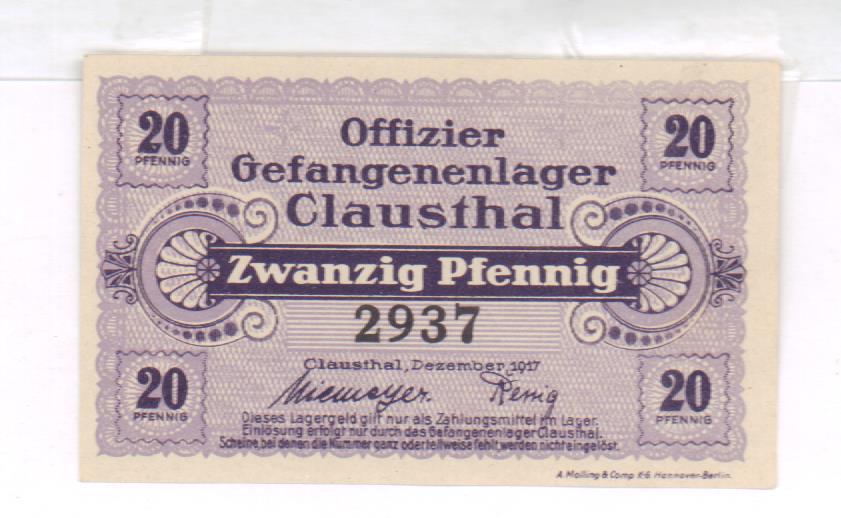 20
PFENNIG
20
PFENNIG
Offizier
Gefangenenlager
Clausthal
Zwanzig Pfennig
2937
Clausthal, Dezember, 1917
Niemeyer. 
20
PFENNIG
20
PFENNIG
Dieses Lagergeld gilt nur als Zahlungsmittel im Lager.
Einlösung erfolgt nur durch das Gefangenenlager Clausthal.
Scheine, bei denen die Nummer ganz oder teilweise fehlt, werden nicht eingelöst.
A. Molling & Comp. K-G. Hannover-Berlin.